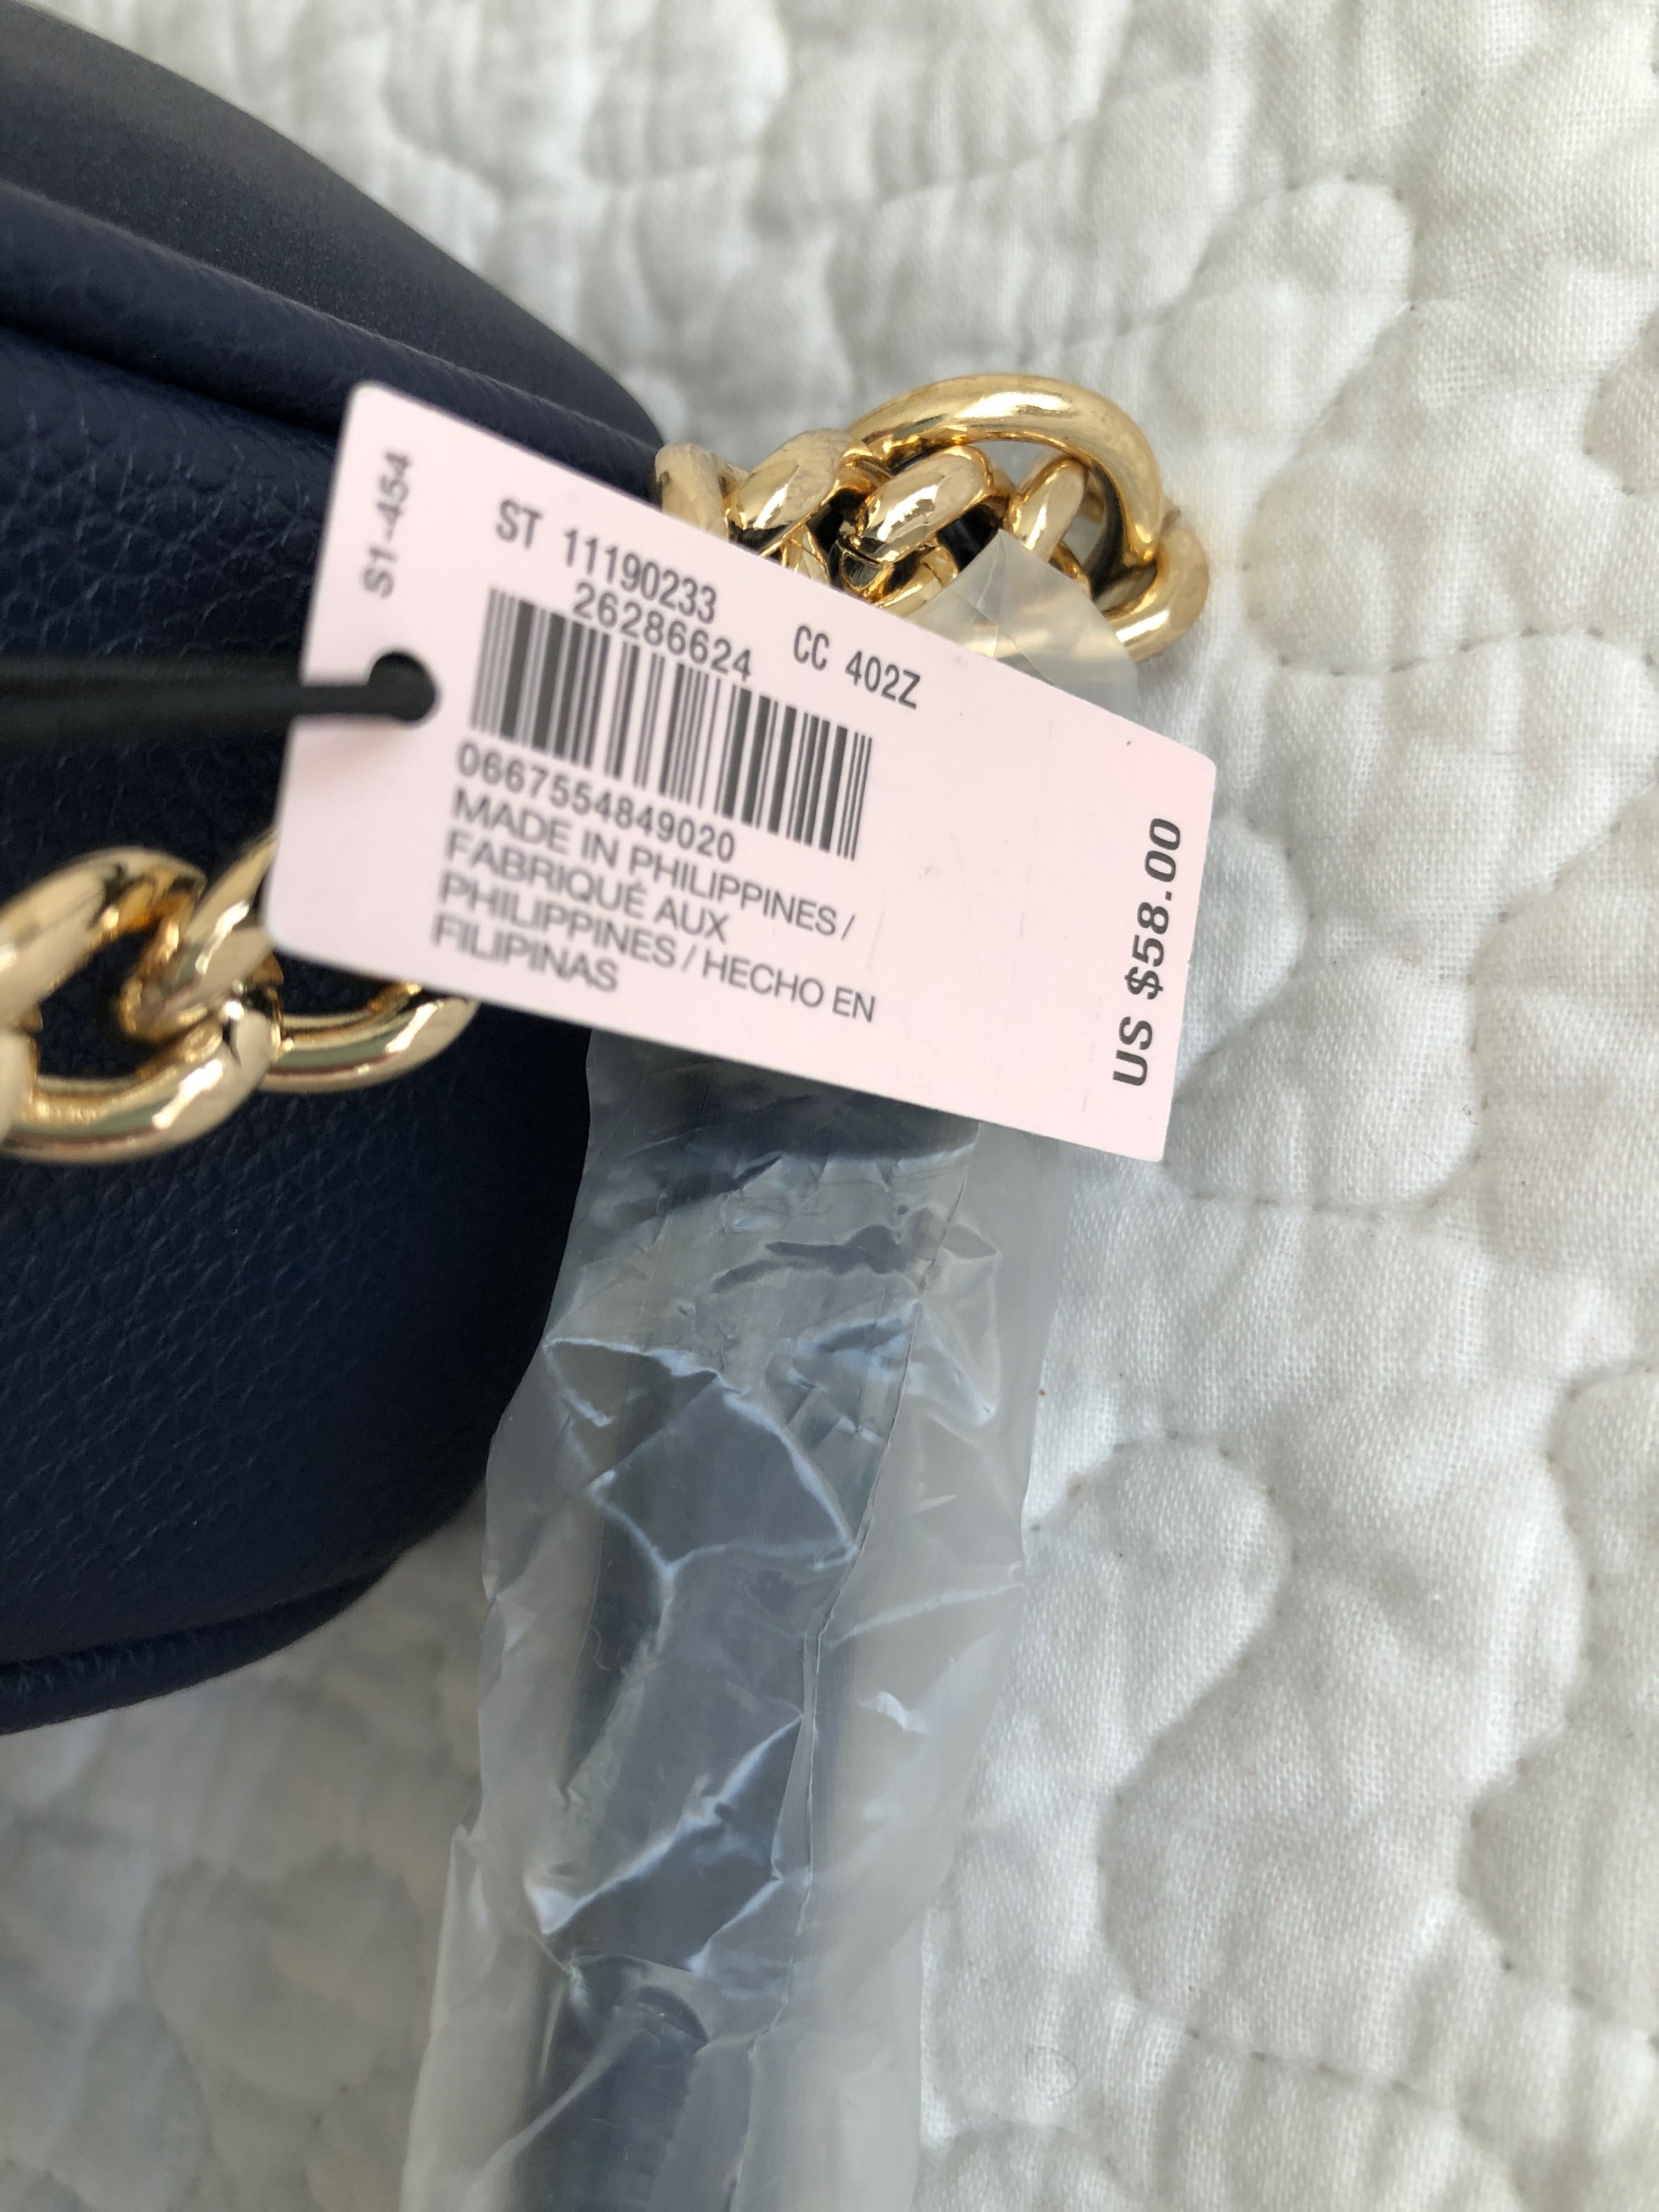 S1-454
ST 11190233
CC 402Z
26286624
0667554849020
MADE IN PHILIPPINES /
FABRIQUÉ AUX
PHILIPPINES / HECHO EN
FILIPINAS
US $58.00